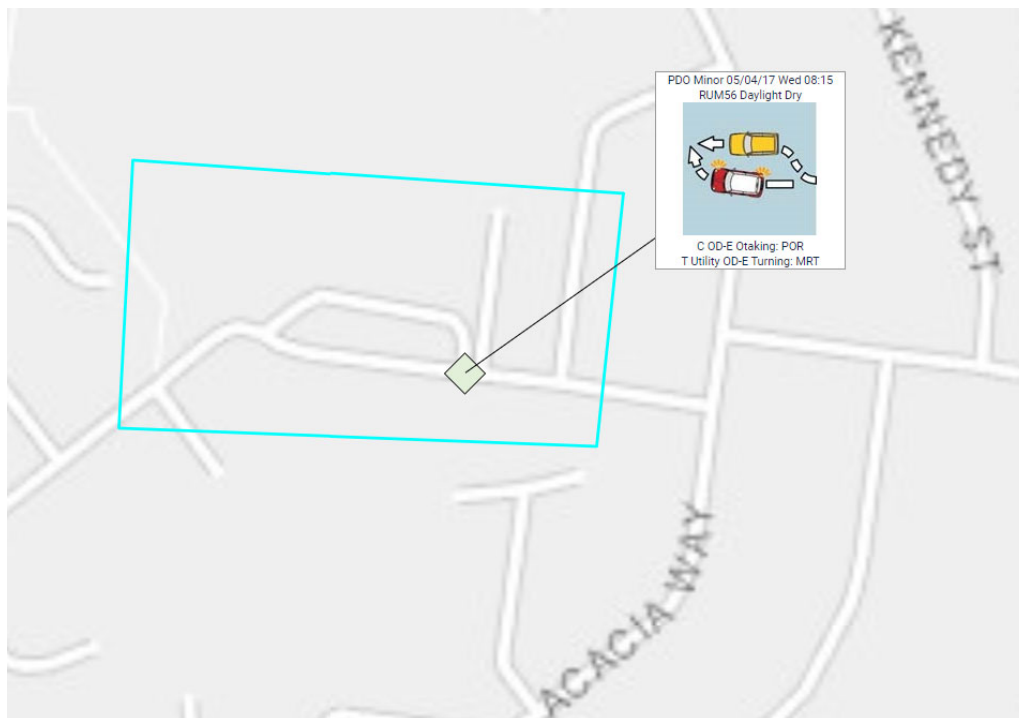 PDO Minor 05/04/17 Wed 08:15
RUM56 Daylight Dry
C OD-E Otaking: POR
T Utility OD-E Turning: MRT
KENNEDY ST
ACACIA WAY